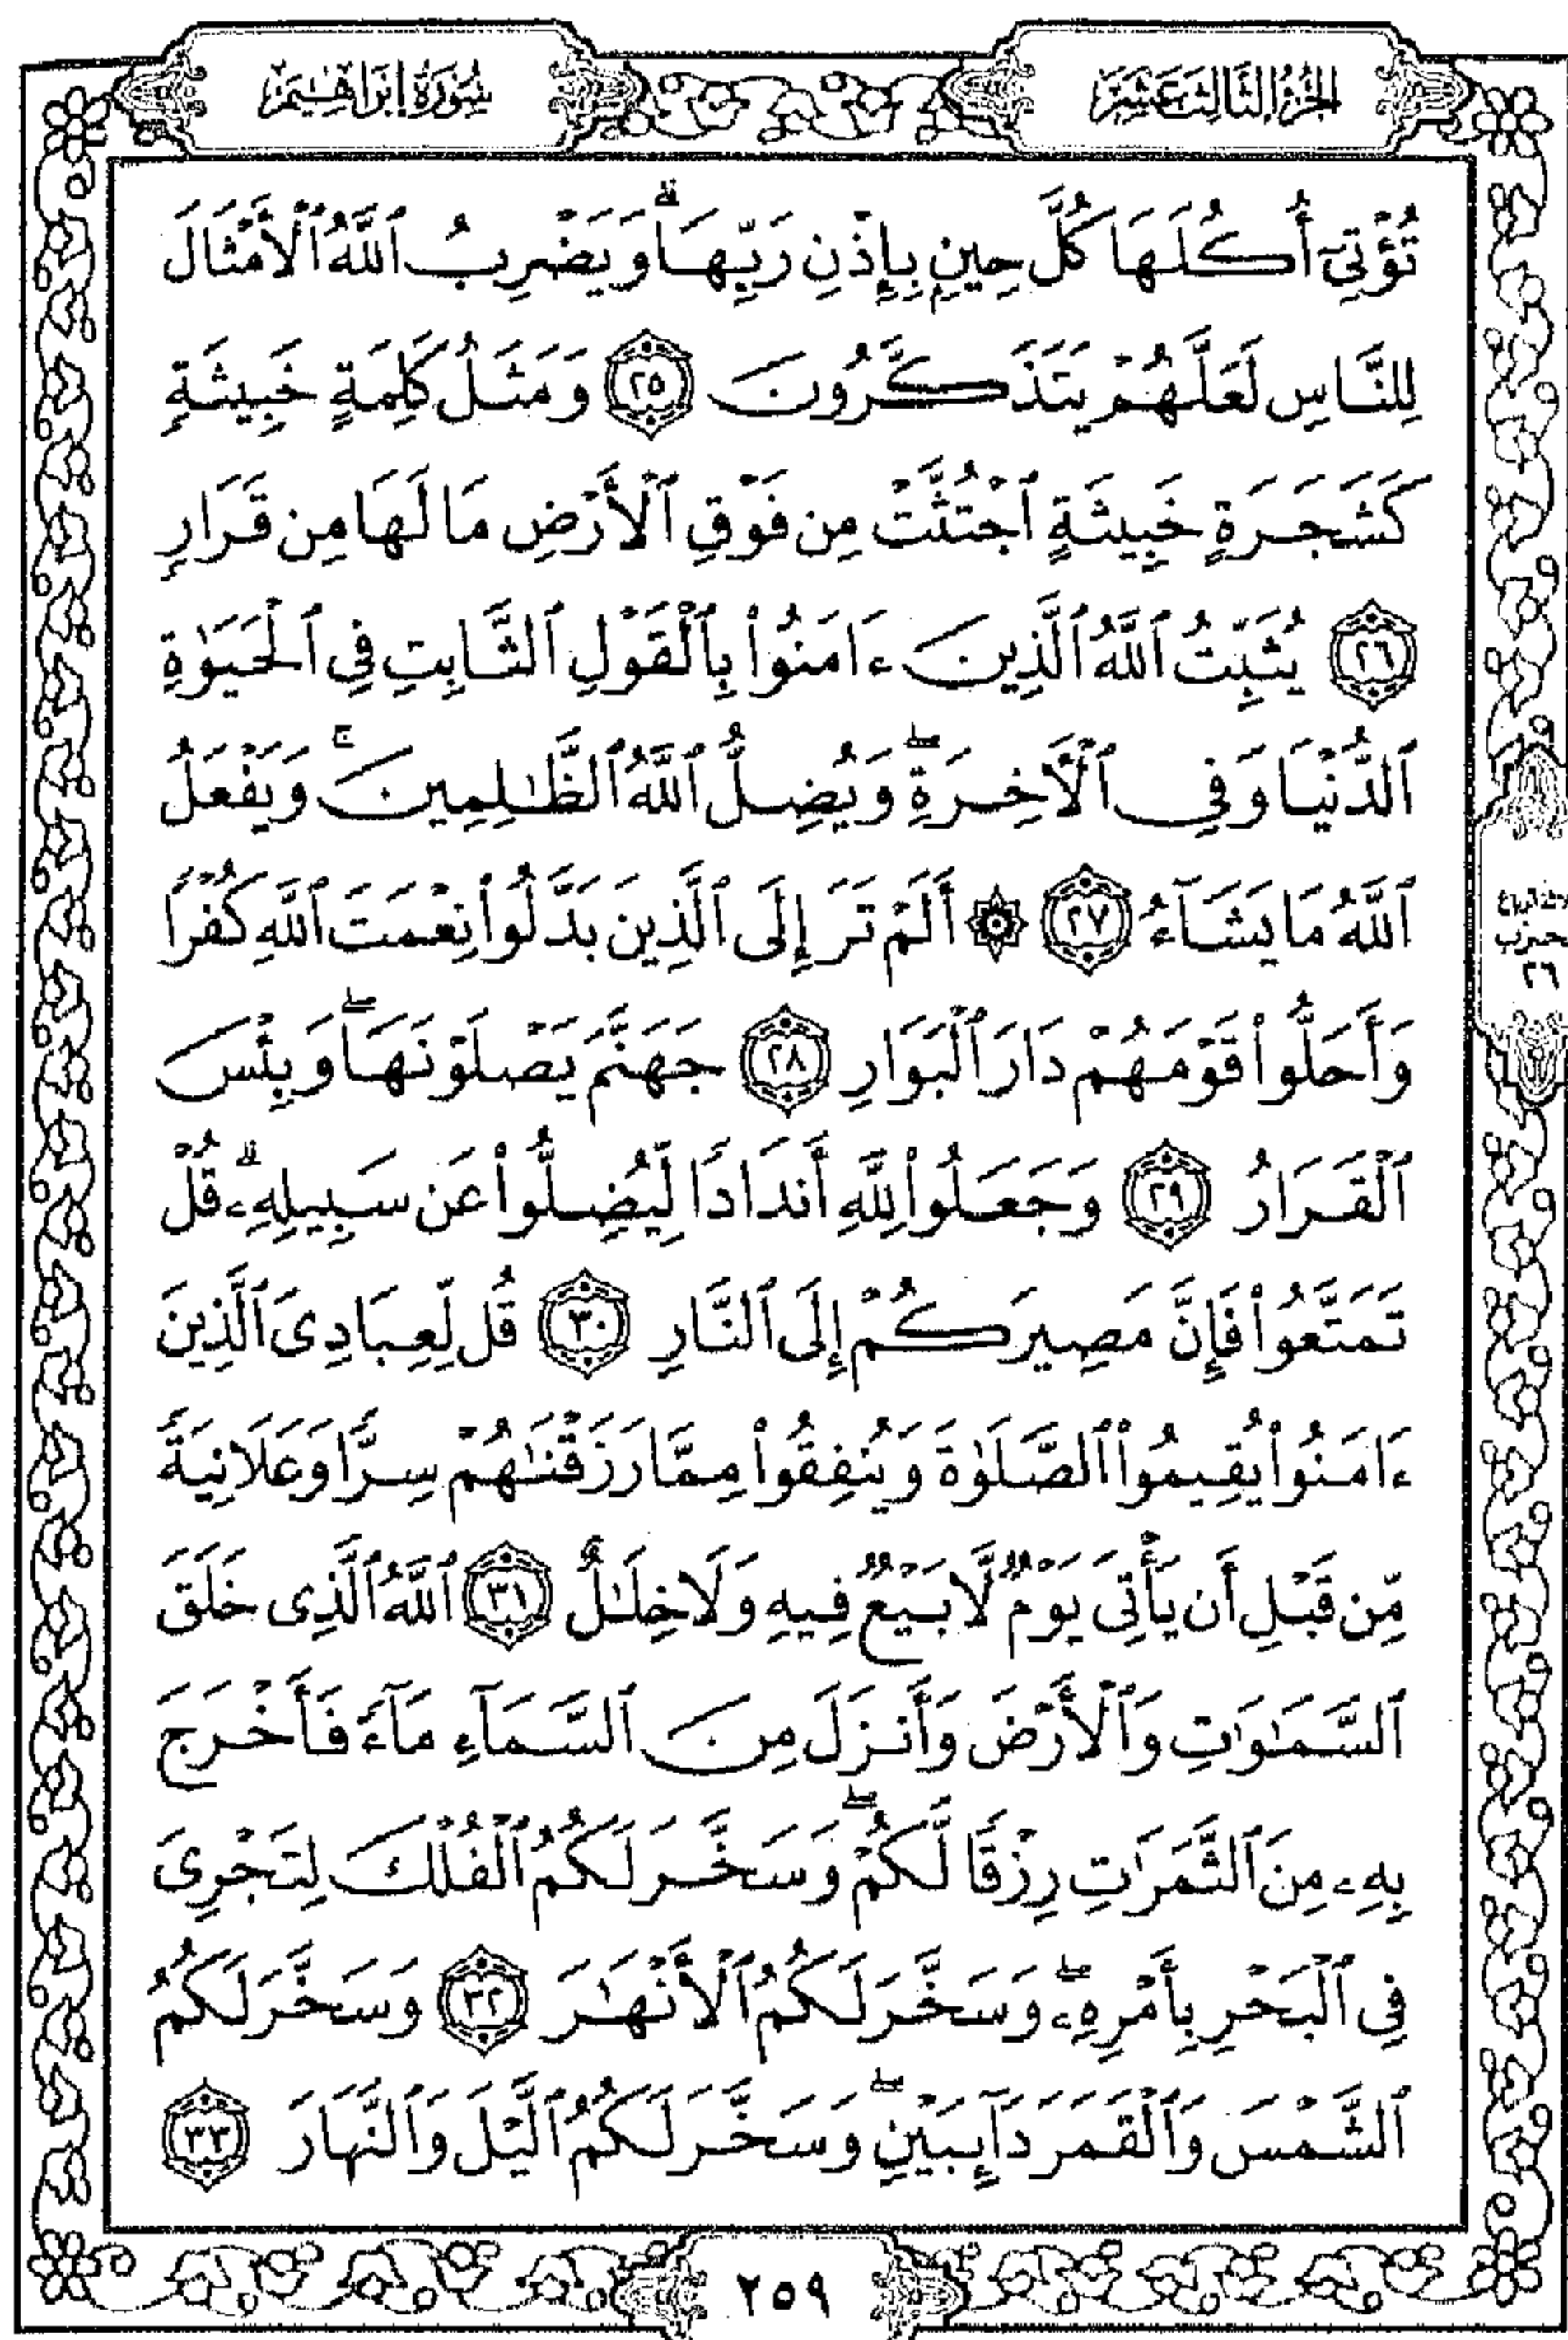 الجزء الثالث عشر
سورة إبراهيم
تُؤْتِىٓ أُكُلَهَا كُلَّ حِينٍۭ بِإِذْنِ رَبِّهَا ۗ وَيَضْرِبُ ٱللَّهُ ٱلْأَمْثَالَ
لِلنَّاسِ لَعَلَّهُمْ يَتَذَكَّرُونَ ٢٥ وَمَثَلُ كَلِمَةٍ خَبِيثَةٍ
كَشَجَرَةٍ خَبِيثَةٍ ٱجْتُثَّتْ مِن فَوْقِ ٱلْأَرْضِ مَا لَهَا مِن قَرَارٍ
٢٦ يُثَبِّتُ ٱللَّهُ ٱلَّذِينَ ءَامَنُوا۟ بِٱلْقَوْلِ ٱلثَّابِتِ فِى ٱلْحَيَوٰةِ
ٱلدُّنْيَا وَفِى ٱلْءَاخِرَةِ ۖ وَيُضِلُّ ٱللَّهُ ٱلظَّـٰلِمِينَ ۚ وَيَفْعَلُ
ٱللَّهُ مَا يَشَآءُ ٢٧ ۞ أَلَمْ تَرَ إِلَى ٱلَّذِينَ بَدَّلُوا۟ نِعْمَتَ ٱللَّهِ كُفْرًا
وَأَحَلُّوا۟ قَوْمَهُمْ دَارَ ٱلْبَوَارِ ٢٨ جَهَنَّمَ يَصْلَوْنَهَا ۖ وَبِئْسَ
ٱلْقَرَارُ ٢٩ وَجَعَلُوا۟ لِلَّهِ أَندَادًا لِّيُضِلُّوا۟ عَن سَبِيلِهِۦ ۗ قُلْ
تَمَتَّعُوا۟ فَإِنَّ مَصِيرَكُمْ إِلَى ٱلنَّارِ ٣٠ قُل لِّعِبَادِىَ ٱلَّذِينَ
ءَامَنُوا۟ يُقِيمُوا۟ ٱلصَّلَوٰةَ وَيُنفِقُوا۟ مِمَّا رَزَقْنَـٰهُمْ سِرًّا وَعَلَانِيَةً
مِّن قَبْلِ أَن يَأْتِىَ يَوْمٌ لَّا بَيْعٌ فِيهِ وَلَا خِلَـٰلٌ ٣١ ٱللَّهُ ٱلَّذِى خَلَقَ
ٱلسَّمَـٰوَٰتِ وَٱلْأَرْضَ وَأَنزَلَ مِنَ ٱلسَّمَآءِ مَآءً فَأَخْرَجَ
بِهِۦ مِنَ ٱلثَّمَرَٰتِ رِزْقًا لَّكُمْ ۖ وَسَخَّرَ لَكُمُ ٱلْفُلْكَ لِتَجْرِىَ
فِى ٱلْبَحْرِ بِأَمْرِهِۦ ۖ وَسَخَّرَ لَكُمُ ٱلْأَنْهَـٰرَ ٣٢ وَسَخَّرَ لَكُمُ
ٱلشَّمْسَ وَٱلْقَمَرَ دَآئِبَيْنِ ۖ وَسَخَّرَ لَكُمُ ٱلَّيْلَ وَٱلنَّهَارَ ٣٣
٢٦
٢٥٩